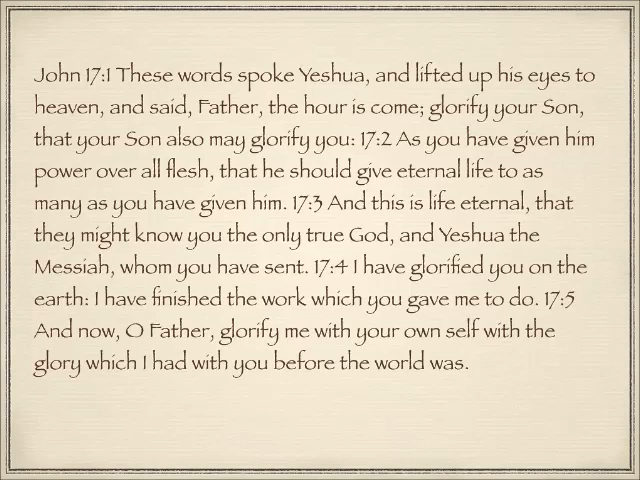 John 17:1 These words spoke Yeshua, and lifted up his eyes to
heaven, and said, Father, the hour is come; glorify your Son,
that your Son also may glorify you: 17:2 As you have given him
power over all flesh, that he should give eternal life to as
many as you have given him. 17:3 And this is life eternal, that
they might know you the only true God, and Yeshua the
Messiah, whom you have sent. 17:4 I have glorified you on the
earth: I have finished the work which you gave me to do. 17:5
And now, O Father, glorify me with your own self with the
glory which I had with you before the world was.